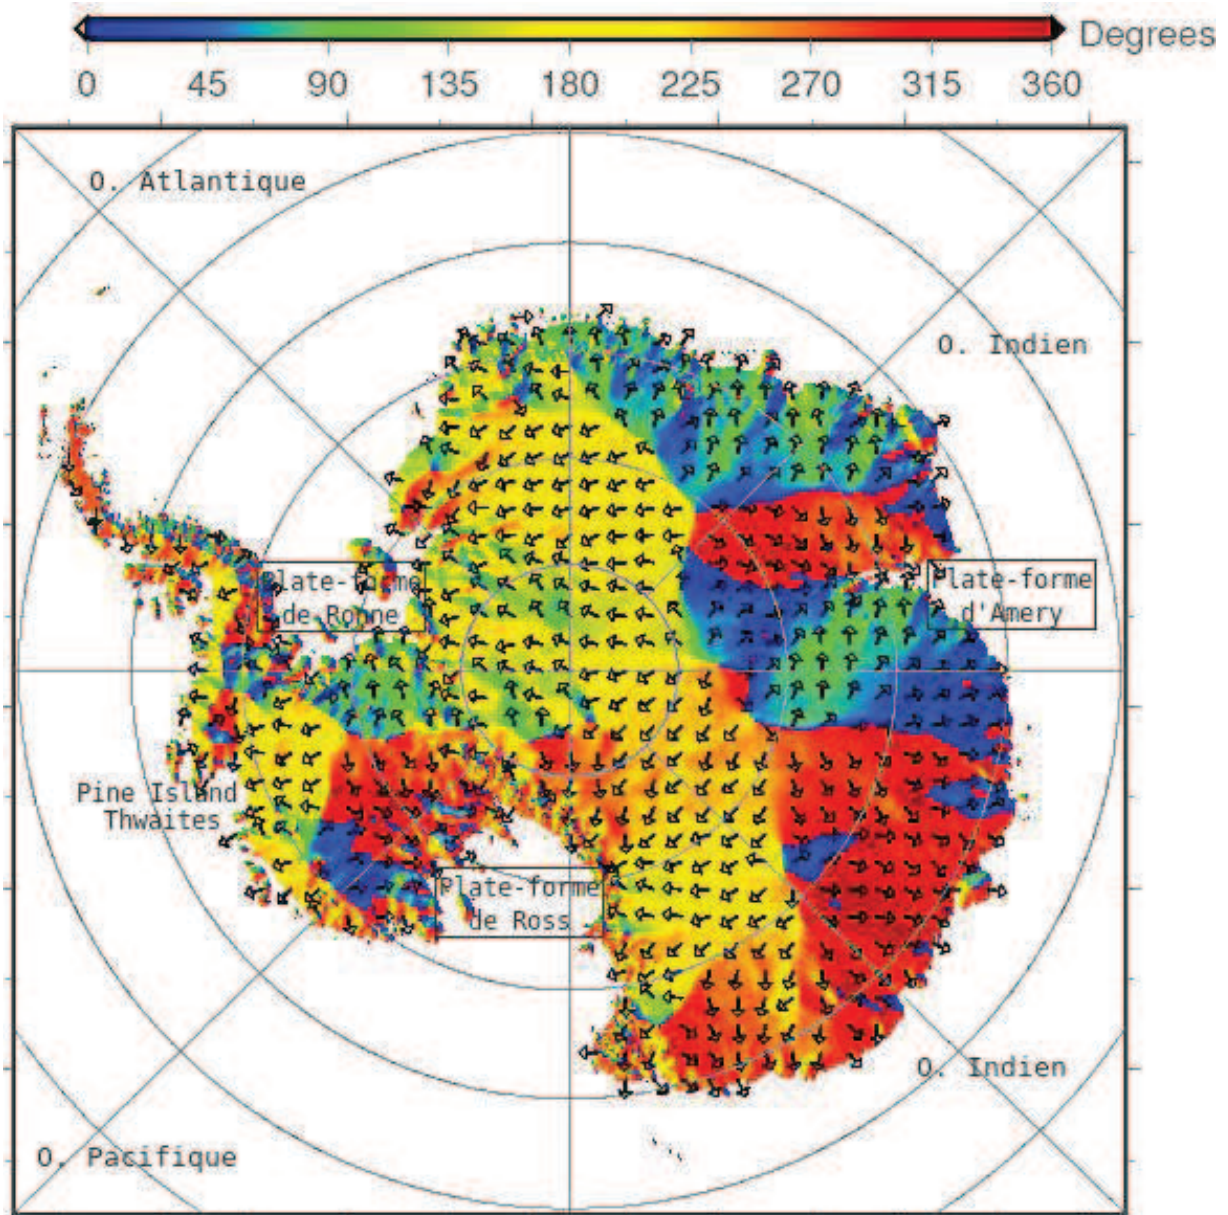 Degrees
0 45 90 135 180 225 270 315 360
O. Atlantique
O. Indien
Plate-forme
de Ronne
Plate-forme
d'Amery
Pine Island
Thwaites
Plate-forme
de Ross
O. Indien
O. Pacifique